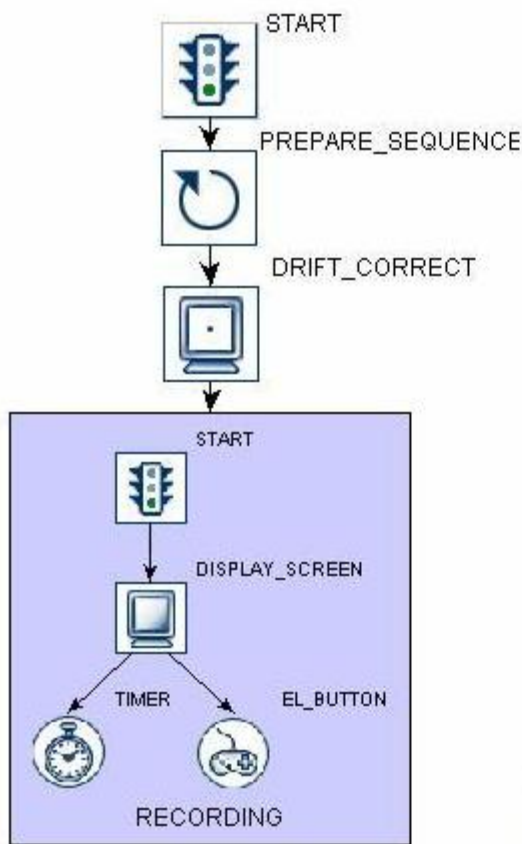 START
PREPARE_SEQUENCE
DRIFT_CORRECT
START
DISPLAY_SCREEN
TIMER
EL_BUTTON
RECORDING